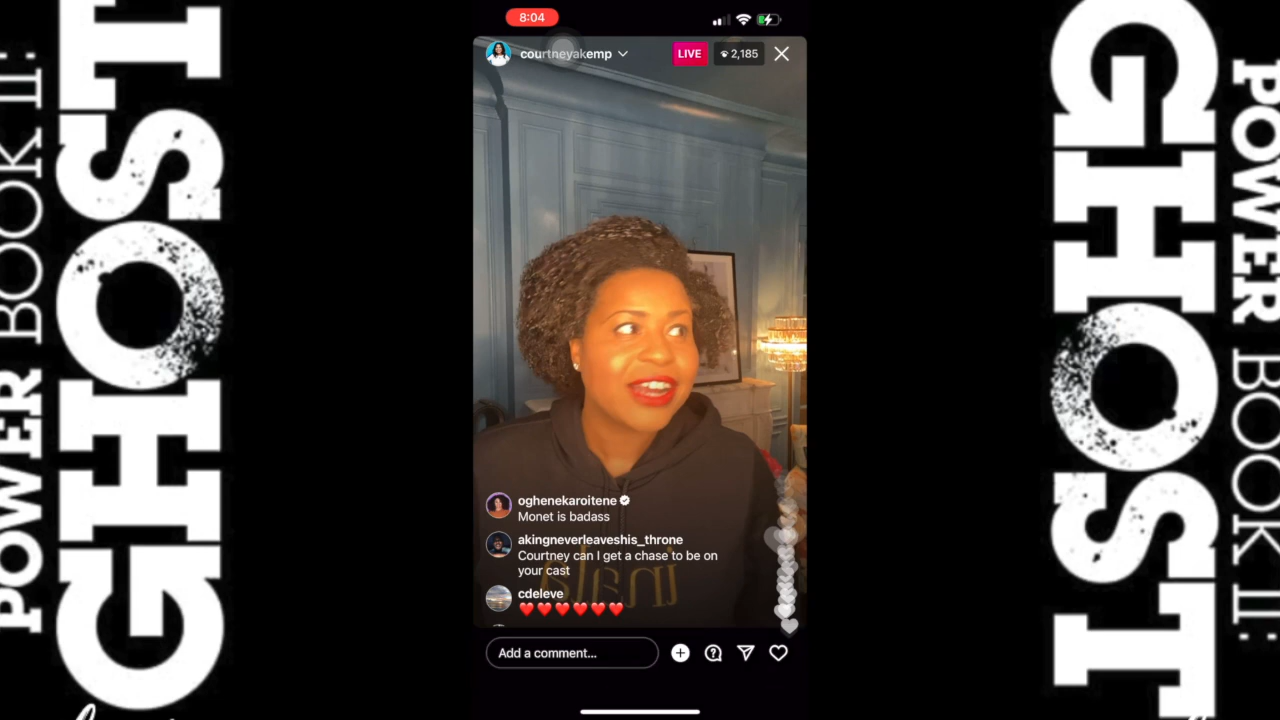 POWER BOOK II:
GHOST
8:04
courtneyakemp
LIVE
2,185
oghenekaroitene
Monet is badass
akingneverleaveshis_throne
Courtney can I get a chase to be on
your cast
cdeleve
❤️❤️❤️❤️❤️❤️
inala
Add a comment...
POWER BOOK II:
GHOST